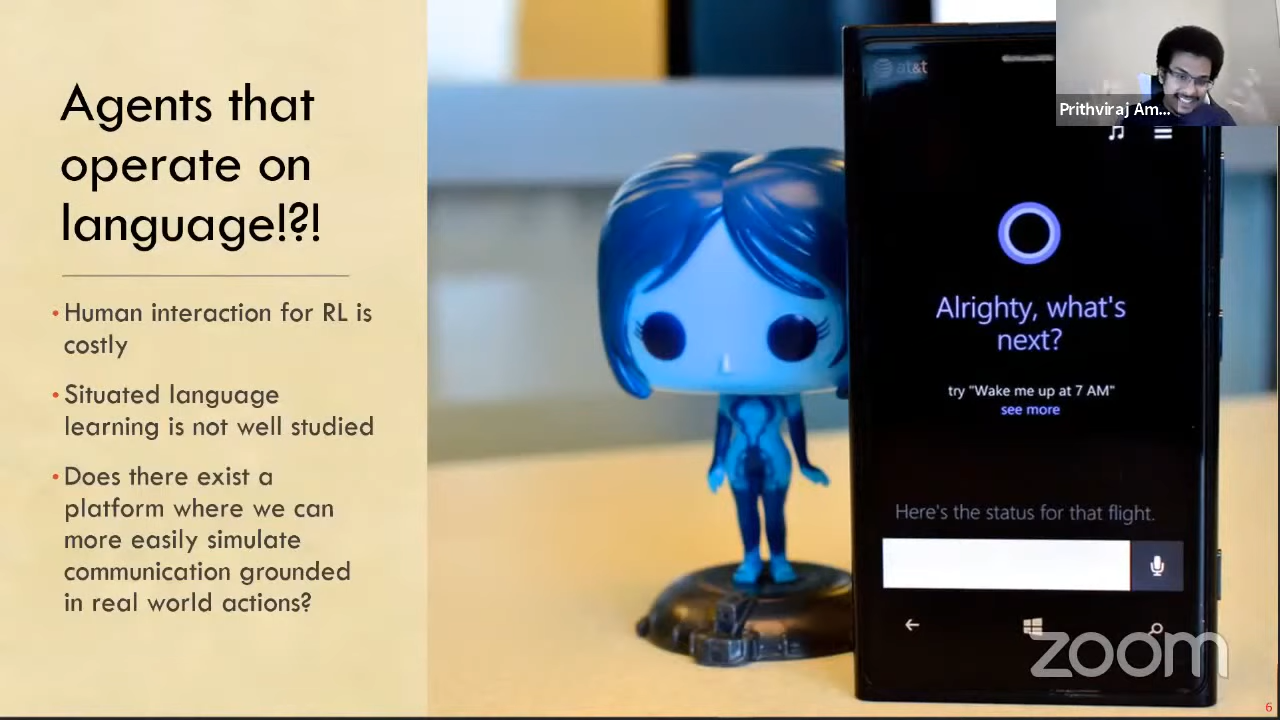 Agents that
operate on
language!?!
• Human interaction for RL is
costly
• Situated language
learning is not well studied
• Does there exist a
platform where we can
more easily simulate
communication grounded
in real world actions?
at&t
Prithviraj Am...
Alrighty, what's
next?
try "Wake me up at 7 AM"
see more
Here's the status for that flight.
zoom
6